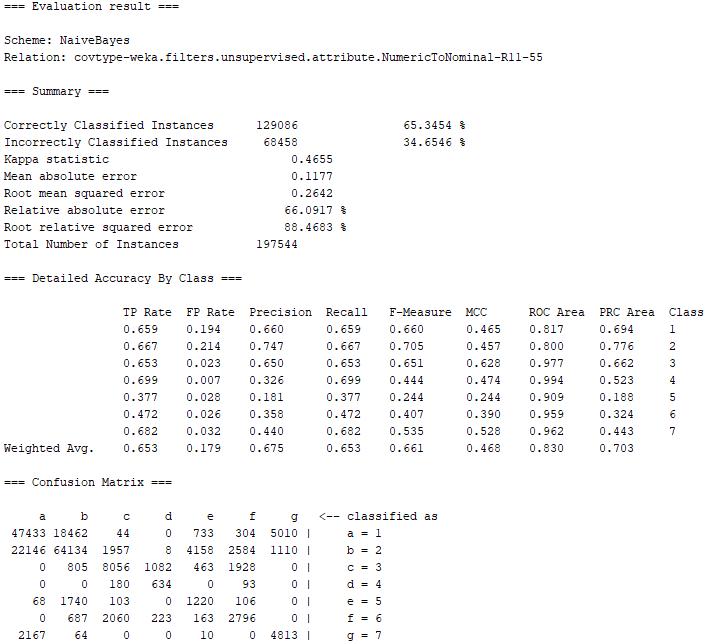 === Evaluation result ===
Scheme: NaiveBayes
Relation: covtype-weka.filters.unsupervised.attribute.NumericToNominal-R11-55
=== Summary ===
Correctly Classified Instances 129086 65.3454 %
Incorrectly Classified Instances 68458 34.6546 %
Kappa statistic 0.4655
Mean absolute error 0.1177
Root mean squared error 0.2642
Relative absolute error 66.0917 %
Root relative squared error 88.4683 %
Total Number of Instances 197544
=== Detailed Accuracy By Class ===
TP Rate FP Rate Precision Recall F-Measure MCC ROC Area PRC Area Class
0.659 0.194 0.660 0.659 0.660 0.465 0.817 0.694 1
0.667 0.214 0.747 0.667 0.705 0.457 0.800 0.776 2
0.653 0.023 0.650 0.653 0.651 0.628 0.977 0.662 3
0.699 0.007 0.326 0.699 0.444 0.474 0.994 0.523 4
0.377 0.028 0.181 0.377 0.244 0.244 0.909 0.188 5
0.472 0.026 0.358 0.472 0.407 0.390 0.959 0.324 6
0.682 0.032 0.440 0.682 0.535 0.528 0.962 0.443 7
Weighted Avg. 0.653 0.179 0.675 0.653 0.661 0.468 0.830 0.703
=== Confusion Matrix ===
a b c d e f g <-- classified as
47433 18462 44 0 733 304 5010 | a = 1
22146 64134 1957 8 4158 2584 1110 | b = 2
0 805 8056 1082 463 1928 0 | c = 3
0 0 180 634 0 93 0 | d = 4
68 1740 103 0 1220 106 0 | e = 5
0 687 2060 223 163 2796 0 | f = 6
2167 64 0 0 10 0 4813 | g = 7